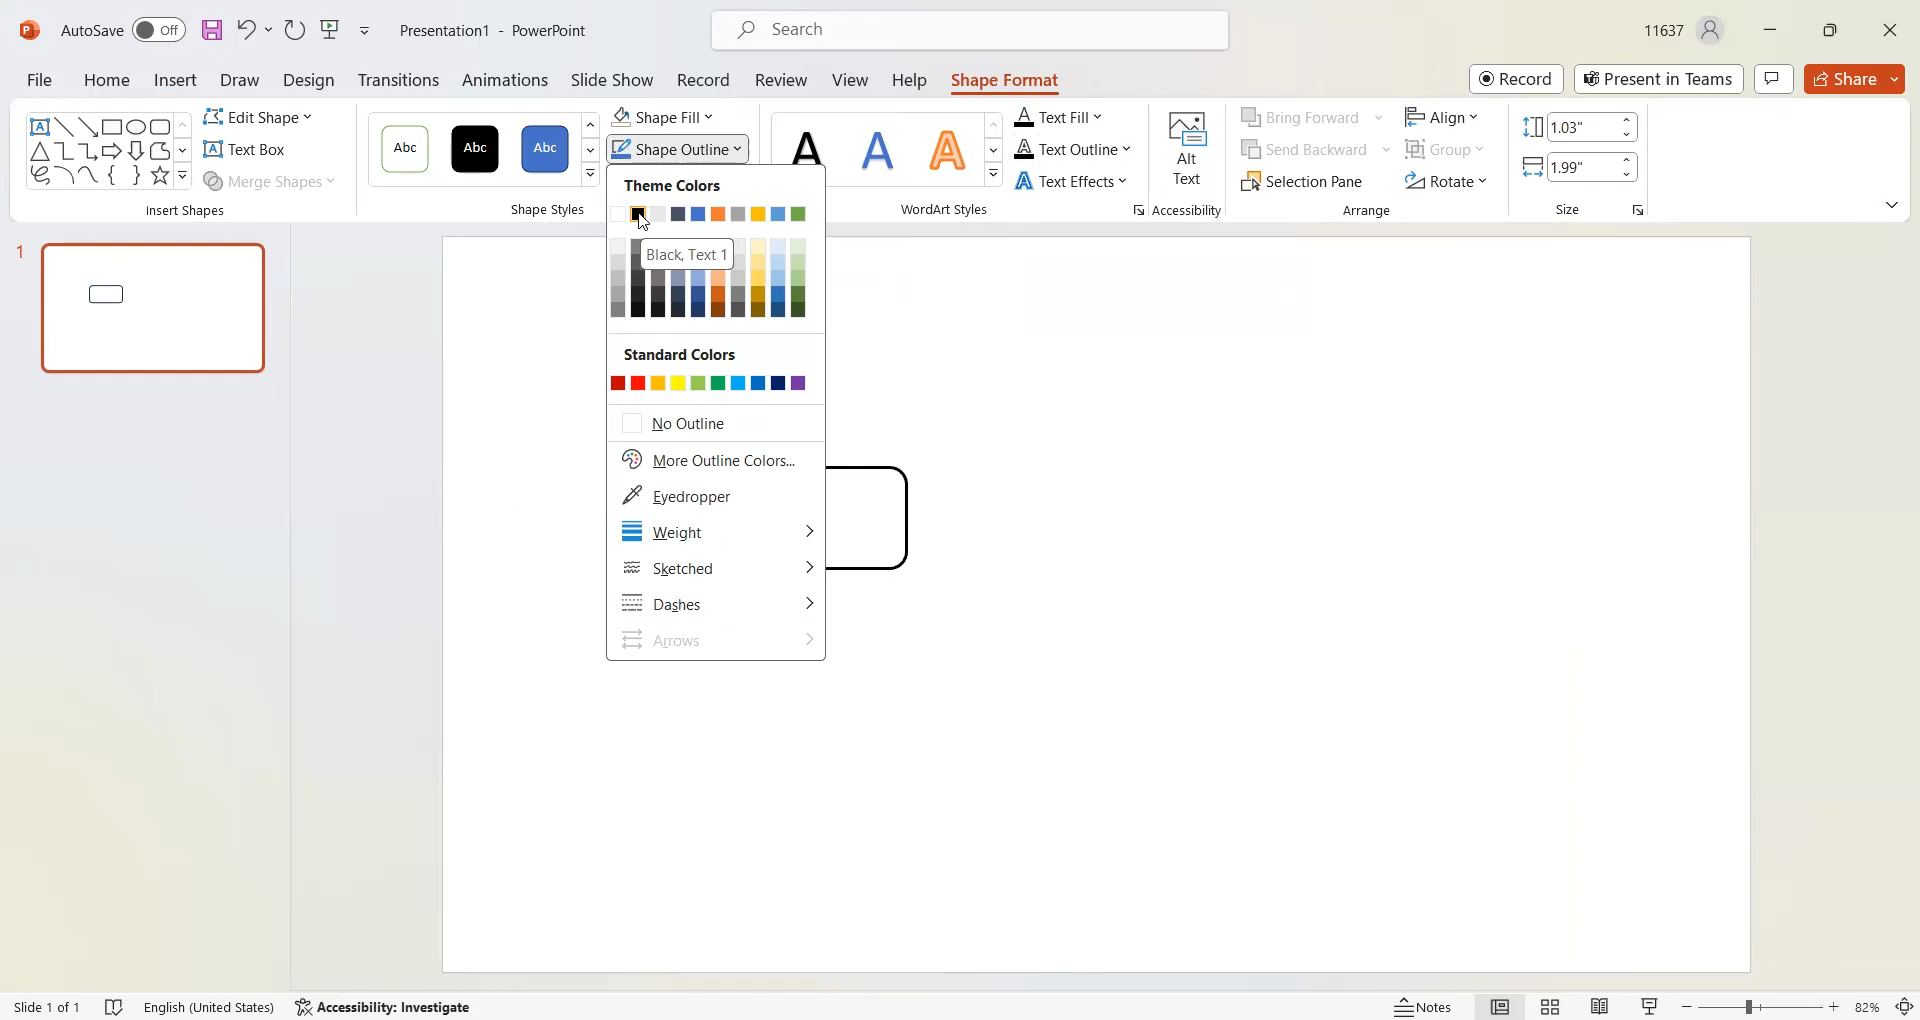 AutoSave Off Presentation1 - PowerPoint Search 11637
File Home Insert Draw Design Transitions Animations Slide Show Record Review View Help Shape Format Record Present in Teams Share
Edit Shape Shape Fill Text Fill Bring Forward Align 1.03"
Text Box Abc Abc Abc Shape Outline A A A Text Outline Alt Text Send Backward Group
Merge Shapes Text Effects Selection Pane Rotate 1.99"
Insert Shapes Shape Styles WordArt Styles Accessibility Arrange Size
Theme Colors
Black, Text 1
Standard Colors
No Outline
More Outline Colors...
Eyedropper
Weight
Sketched
Dashes
Arrows
1
Slide 1 of 1 English (United States) Accessibility: Investigate Notes 82%